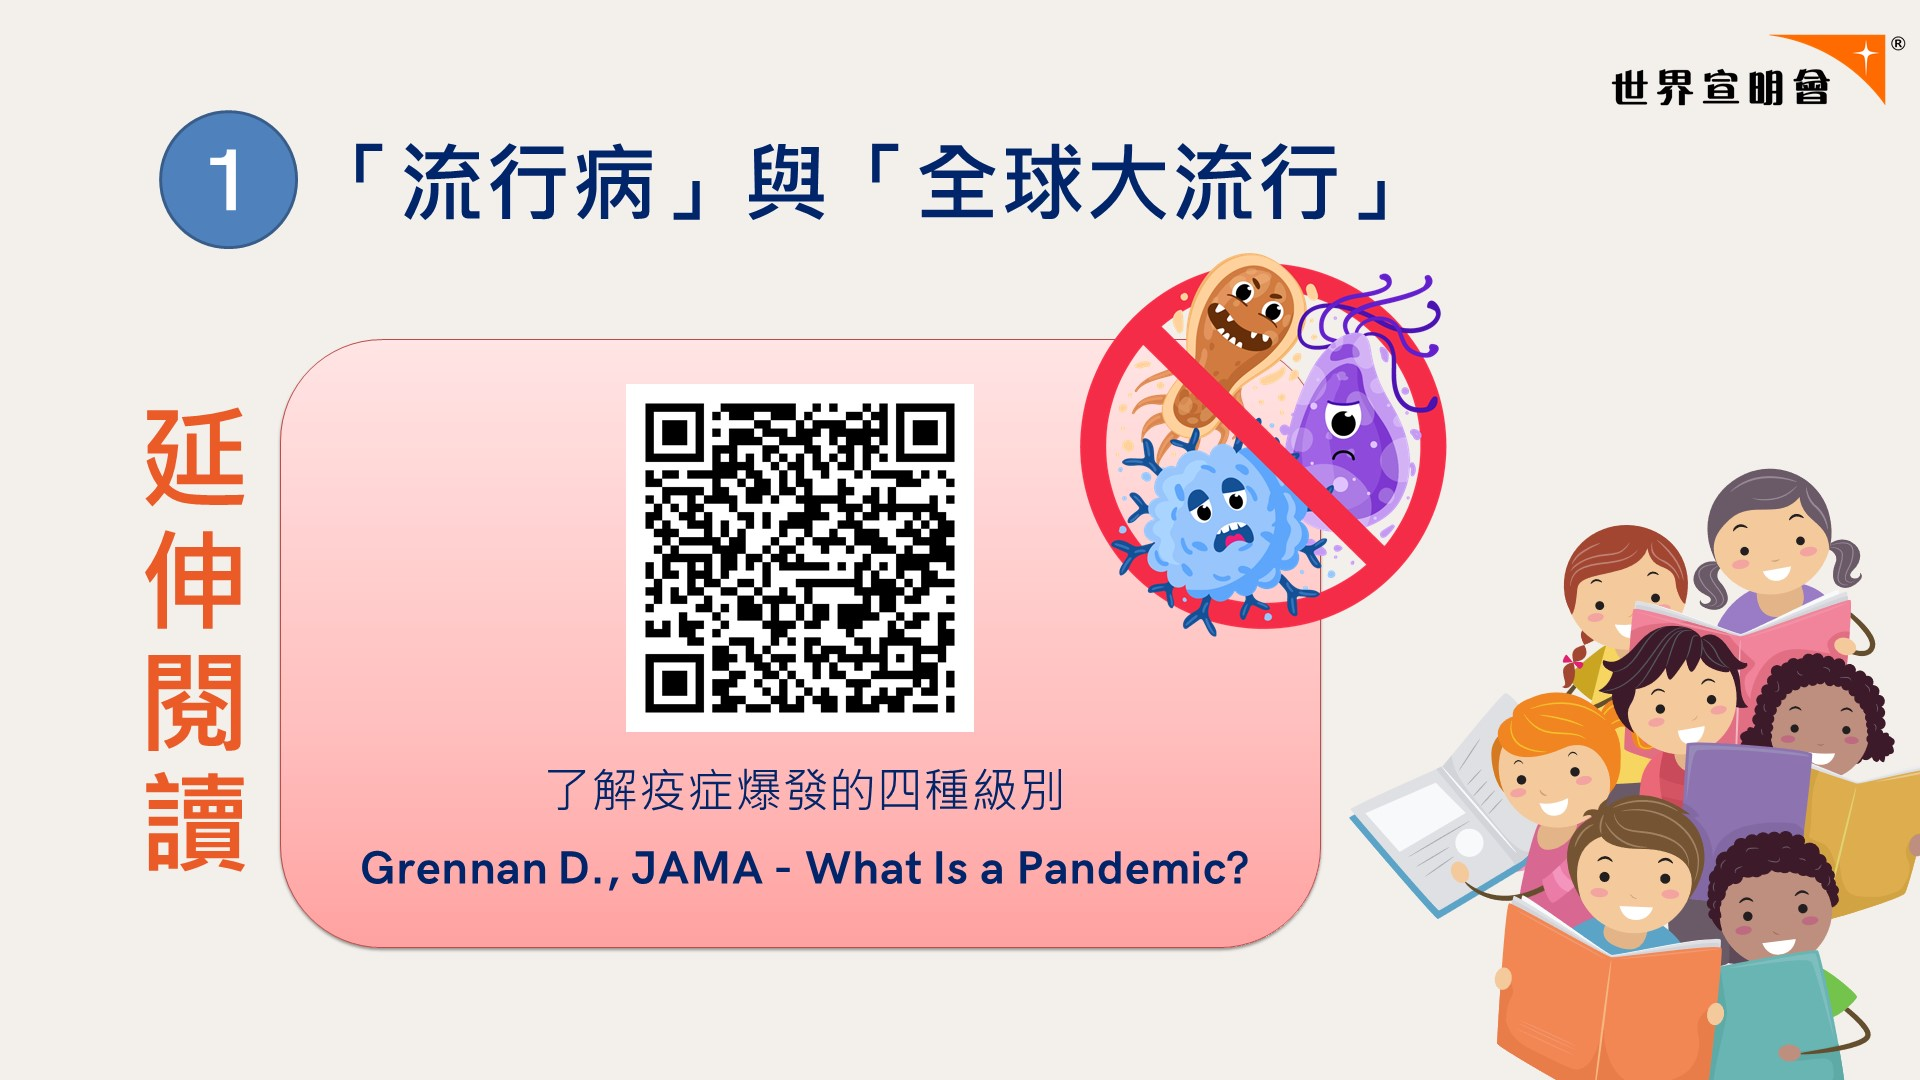 世界宣明會®
1
「流行病」與「全球大流行」
延伸閱讀
了解疫症爆發的四種級別
Grennan D., JAMA - What Is a Pandemic?